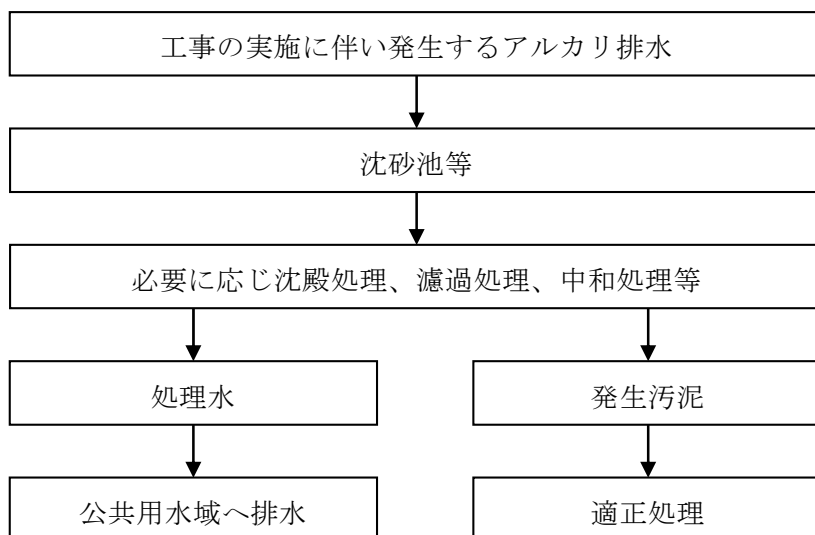 工事の実施に伴い発生するアルカリ排水
沈砂池等
必要に応じ沈殿処理、濾過処理、中和処理等
処理水
発生汚泥
公共用水域へ排水
適正処理